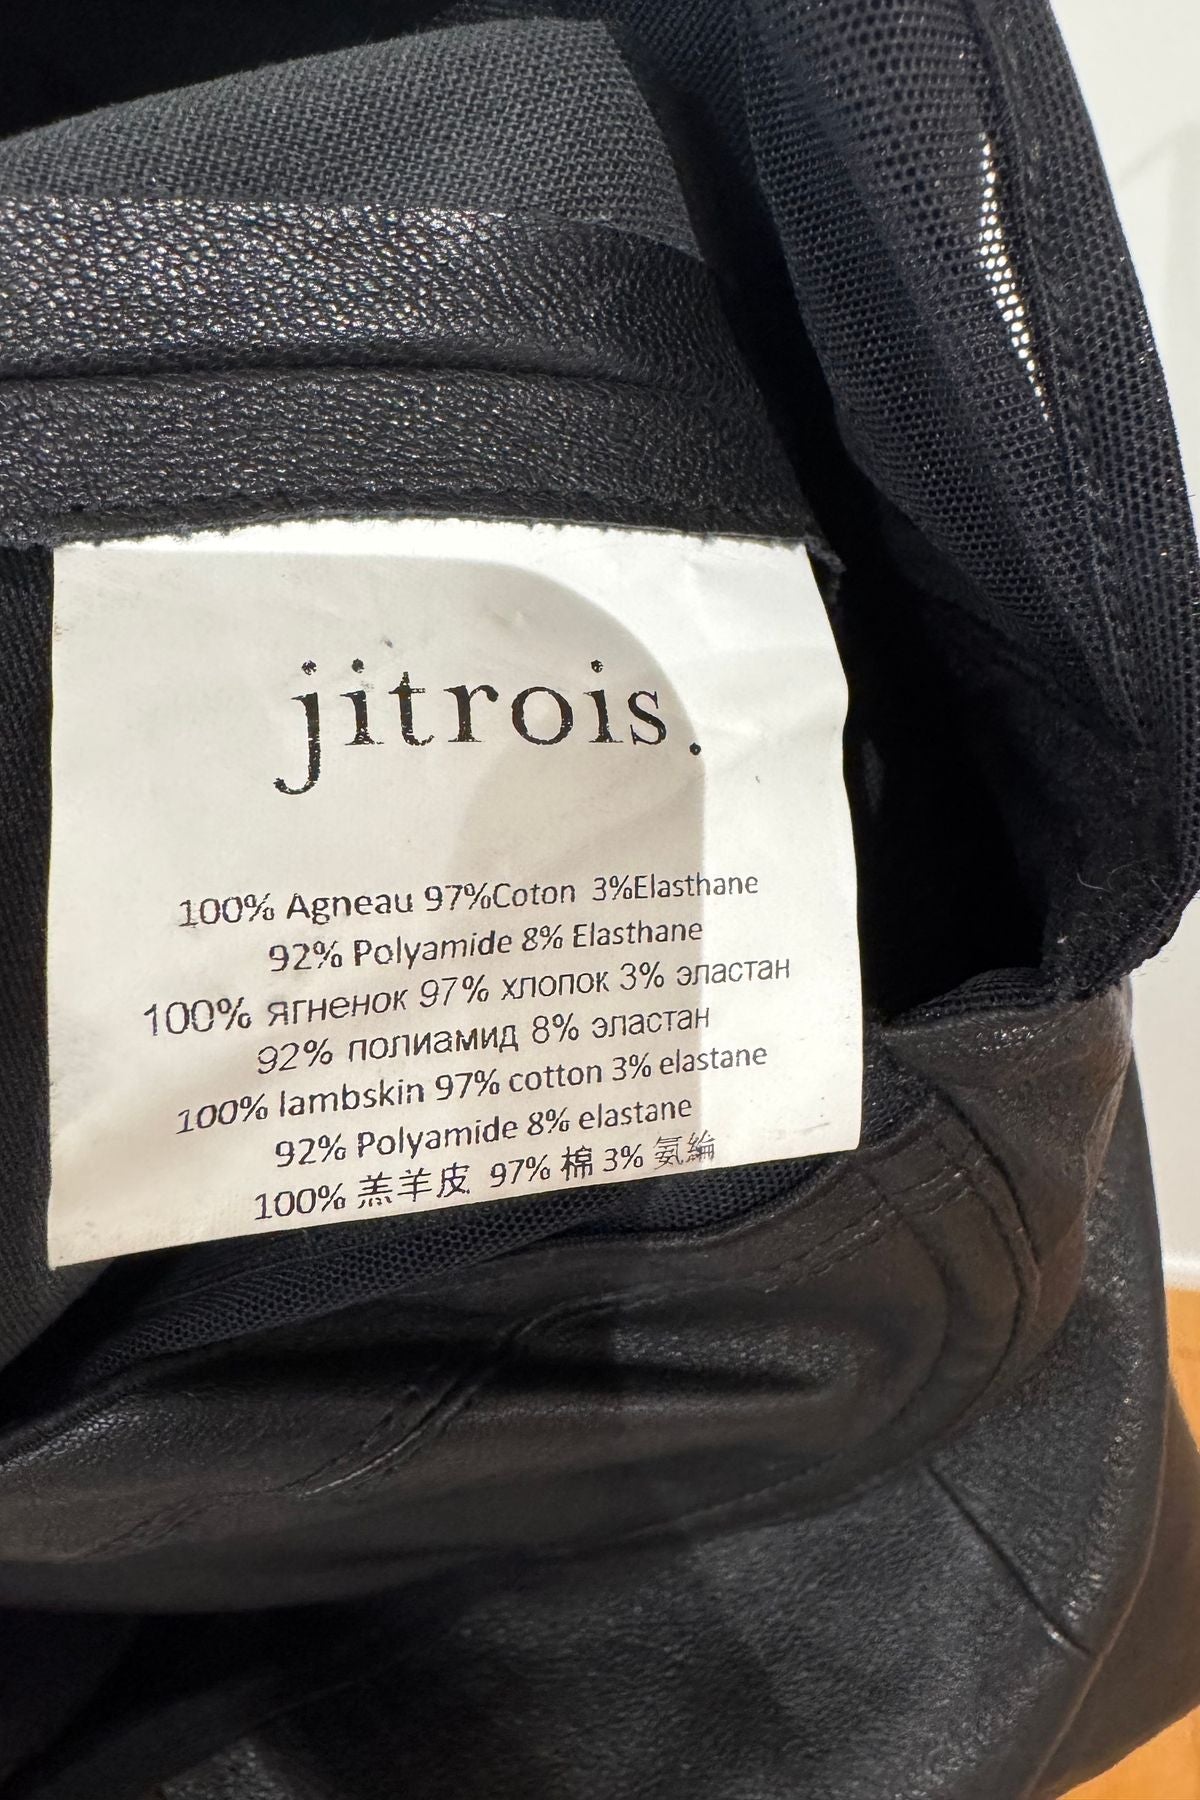 jitrois.
100% Agneau 97%Coton 3%Elasthane
92% Polyamide 8% Elasthane
100% ягненок 97% хлопок 3% эластан
92% полиамид 8% эластан
100% lambskin 97% cotton 3% elastane
92% Polyamide 8% elastane
100% 羔羊皮 97% 棉 3% 氨綸